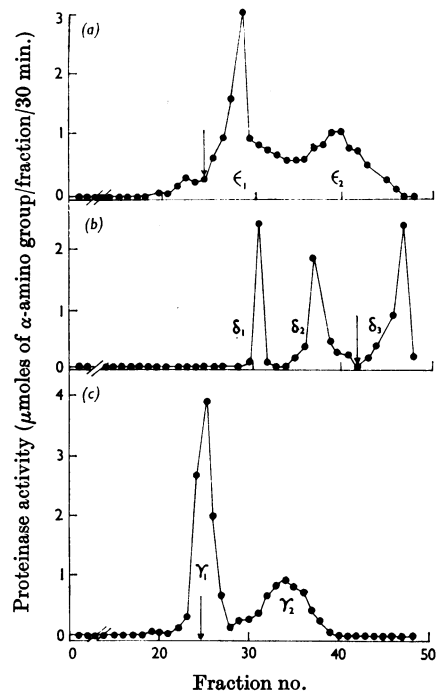 Proteinase activity (μmoles of α-amino group/fraction/30 min.)
(a)
3
2
1
0
ϵ₁
ϵ₂
(b)
2
1
0
δ₁
δ₂
δ₃
(c)
4
3
2
1
0
γ₁
γ₂
0
20
30
40
50
Fraction no.